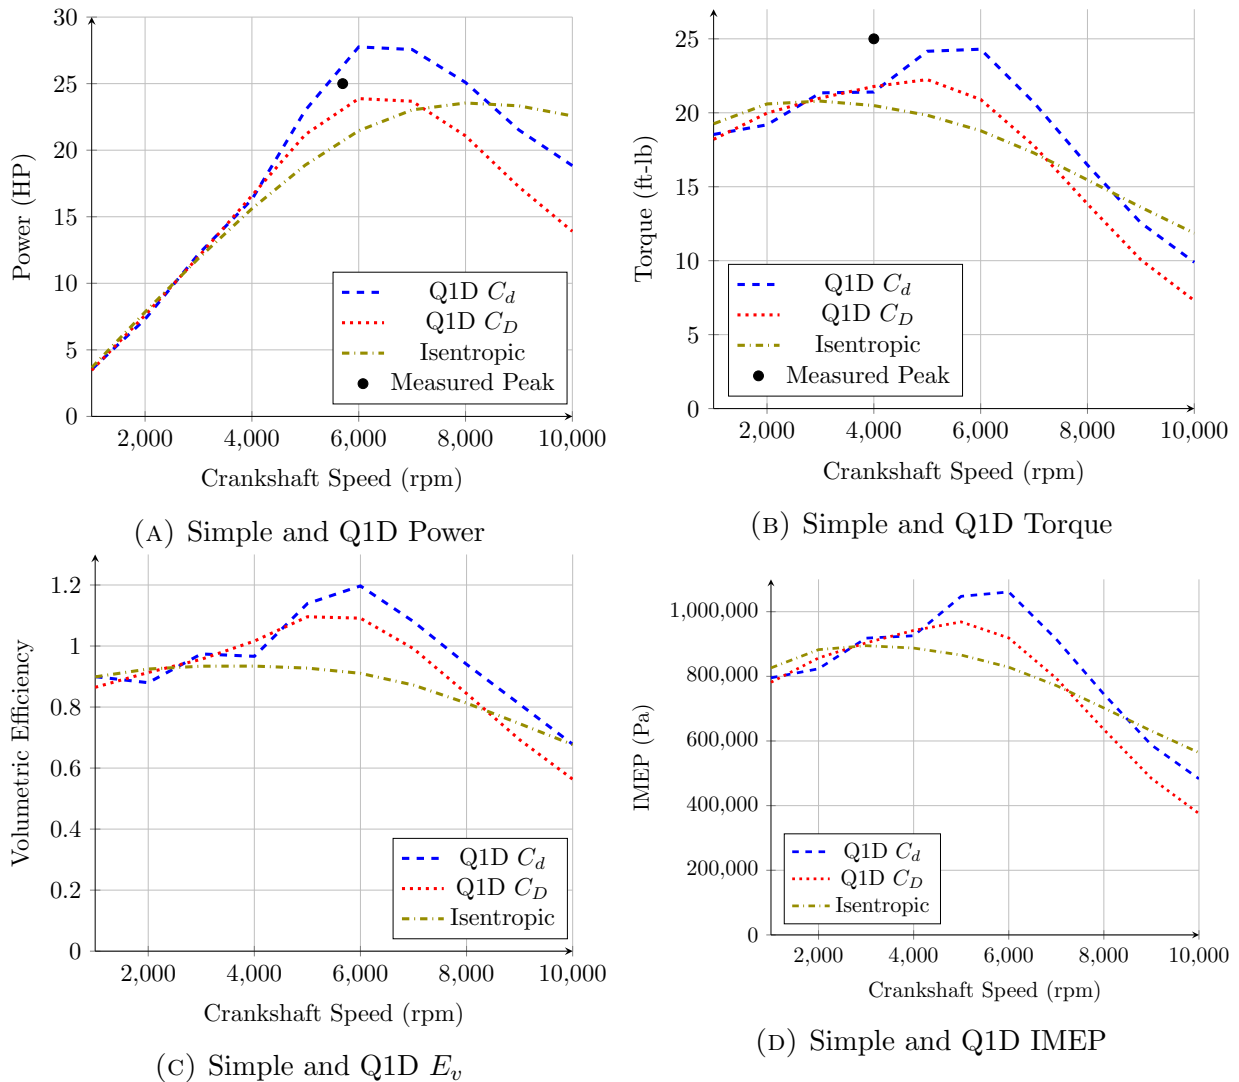 30
25
20
15
10
5
0
Power (HP)
Q1D C_d
Q1D C_D
Isentropic
Measured Peak
2,000 4,000 6,000 8,000 10,000
Crankshaft Speed (rpm)
(A) Simple and Q1D Power
25
20
15
10
5
0
Torque (ft-lb)
Q1D C_d
Q1D C_D
Isentropic
Measured Peak
2,000 4,000 6,000 8,000 10,000
Crankshaft Speed (rpm)
(B) Simple and Q1D Torque
1.2
1
0.8
0.6
0.4
0.2
0
Volumetric Efficiency
Q1D C_d
Q1D C_D
Isentropic
2,000 4,000 6,000 8,000 10,000
Crankshaft Speed (rpm)
(C) Simple and Q1D E_v
1,000,000
800,000
600,000
400,000
200,000
0
IMEP (Pa)
Q1D C_d
Q1D C_D
Isentropic
2,000 4,000 6,000 8,000 10,000
Crankshaft Speed (rpm)
(D) Simple and Q1D IMEP